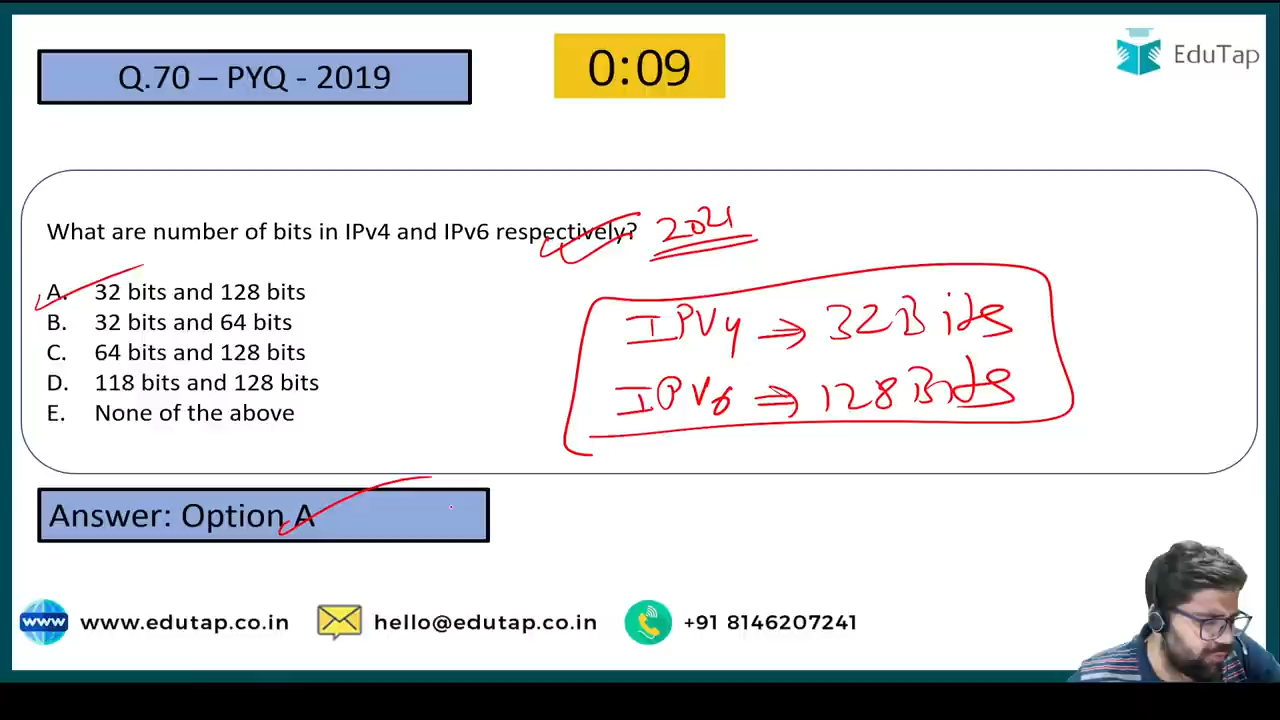 Q.70 – PYQ - 2019
0:09
EduTap
What are number of bits in IPv4 and IPv6 respectively? 2021
A. 32 bits and 128 bits
B. 32 bits and 64 bits
C. 64 bits and 128 bits
D. 118 bits and 128 bits
E. None of the above
IPV4 ⇒ 32 Bits
IPV6 ⇒ 128 Bits
Answer: Option A
www www.edutap.co.in hello@edutap.co.in +91 8146207241